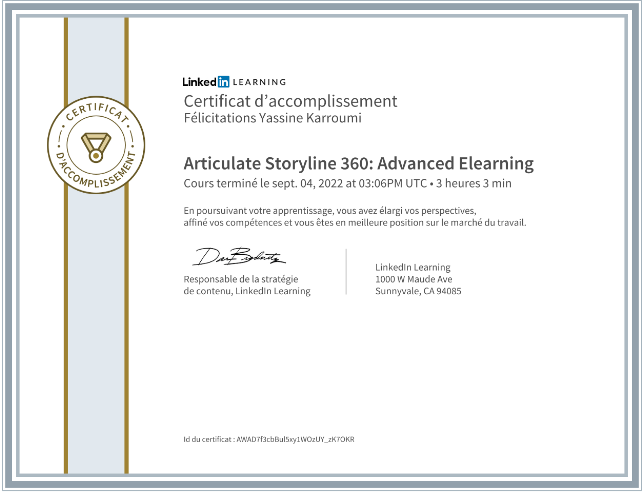 CERTIFICAT
D'ACCOMPLISSEMENT
Linked in LEARNING
Certificat d'accomplissement
Félicitations Yassine Karroumi
Articulate Storyline 360: Advanced Elearning
Cours terminé le sept. 04, 2022 at 03:06PM UTC • 3 heures 3 min
En poursuivant votre apprentissage, vous avez élargi vos perspectives,
affiné vos compétences et vous êtes en meilleure position sur le marché du travail.
Responsable de la stratégie
de contenu, LinkedIn Learning
LinkedIn Learning
1000 W Maude Ave
Sunnyvale, CA 94085
Id du certificat : AWAD7f3cbBul5xy1WOzUY_zK7OKR